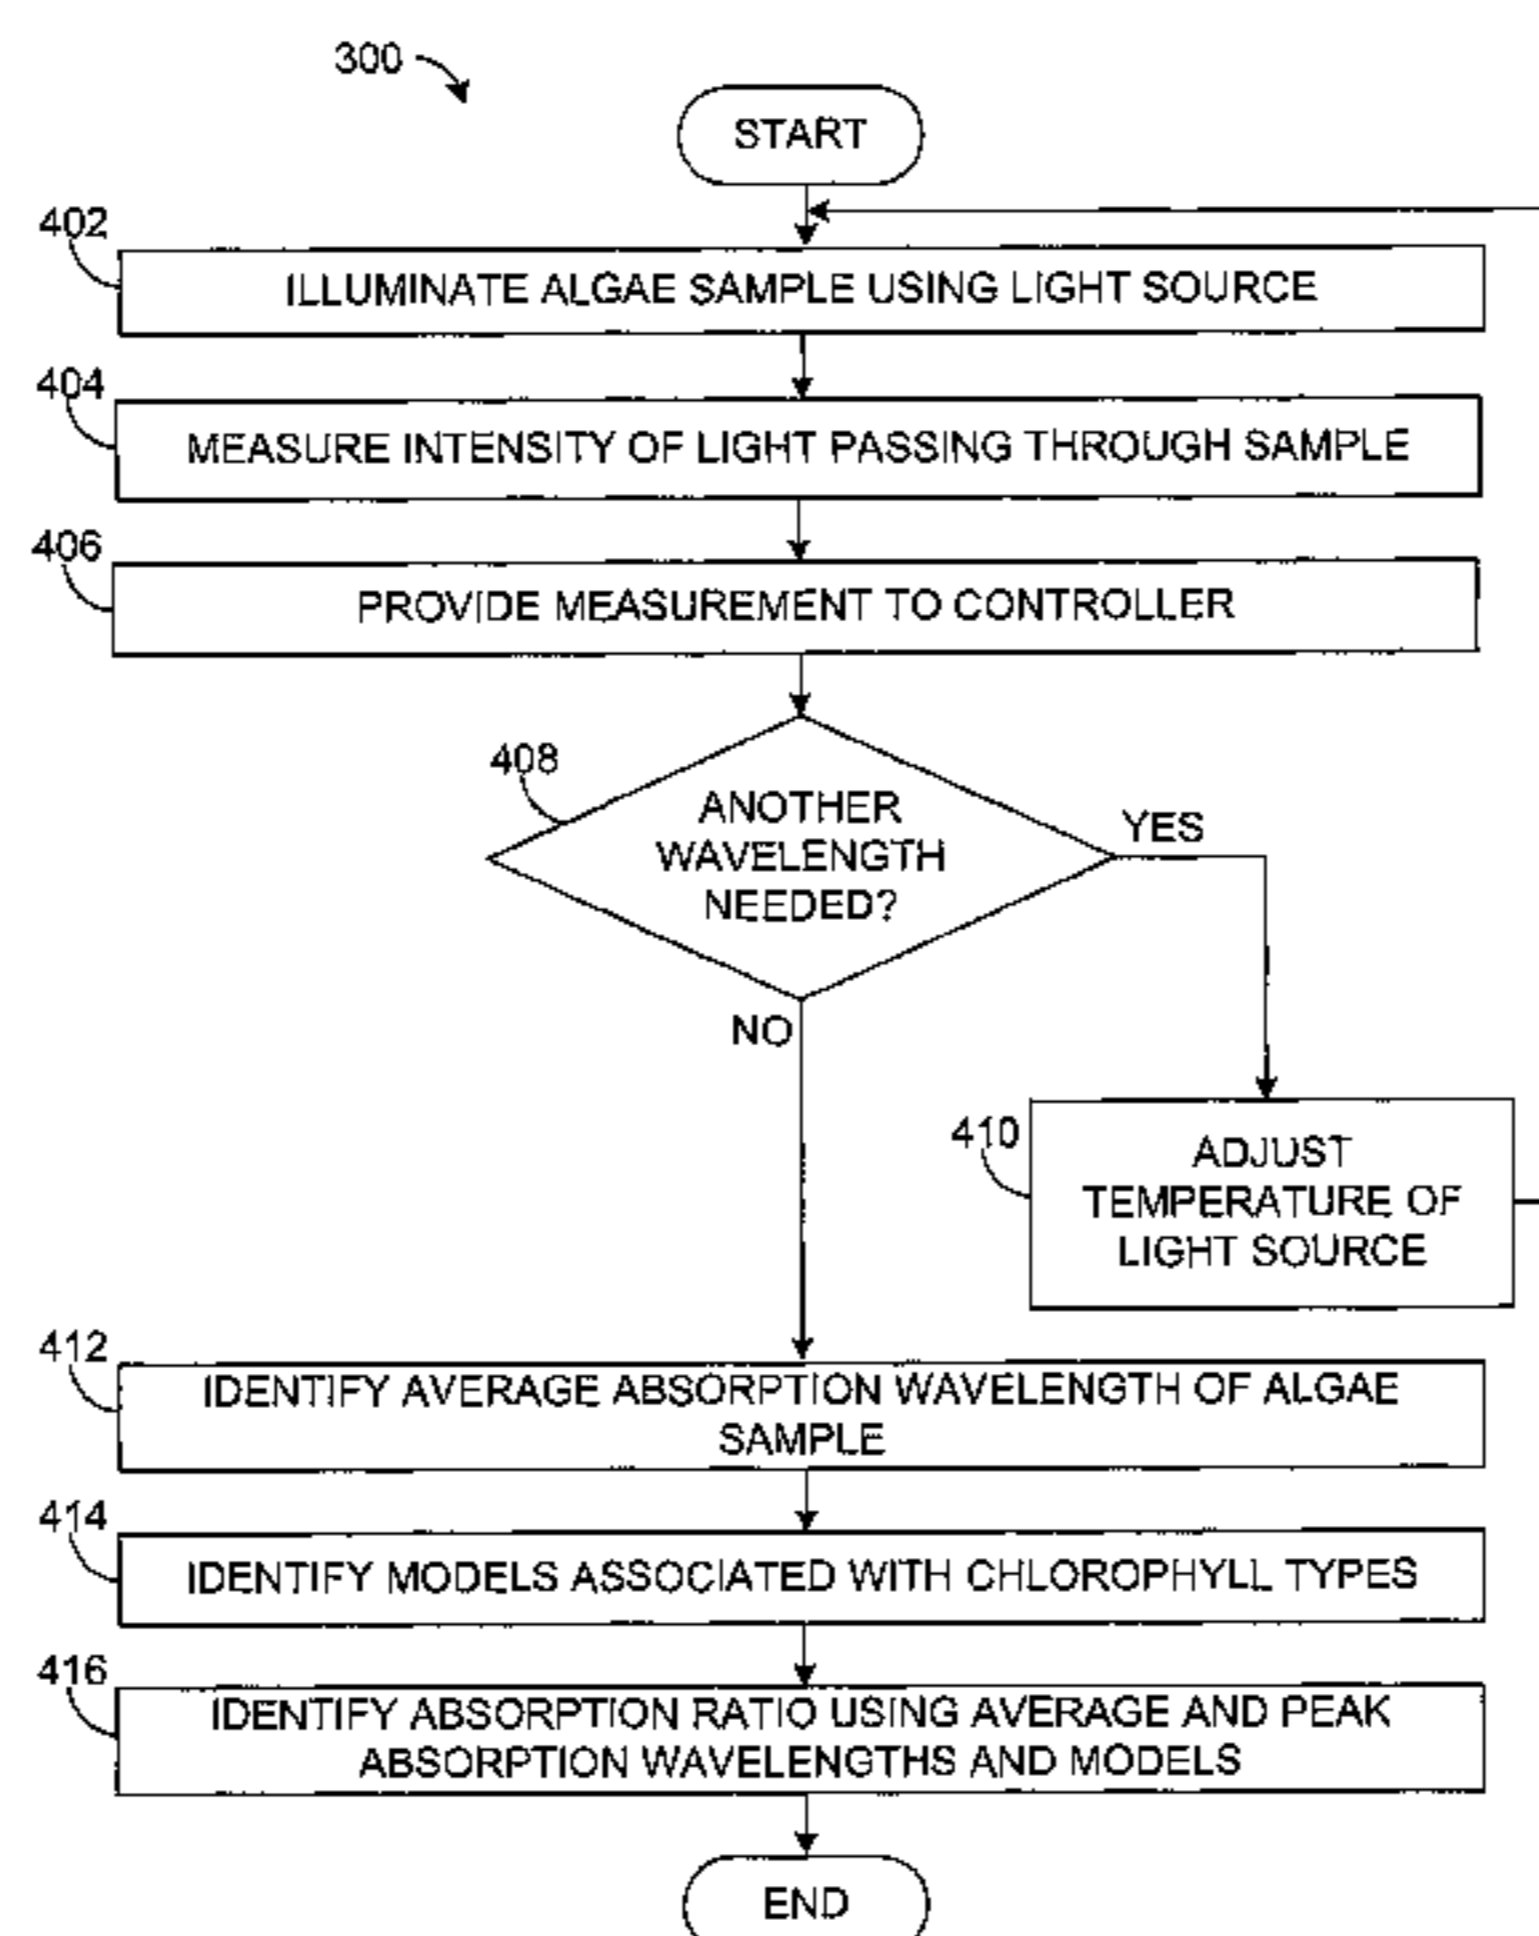 300
START
402
ILLUMINATE ALGAE SAMPLE USING LIGHT SOURCE
404
MEASURE INTENSITY OF LIGHT PASSING THROUGH SAMPLE
406
PROVIDE MEASUREMENT TO CONTROLLER
408
ANOTHER
WAVELENGTH
NEEDED?
YES
NO
410
ADJUST
TEMPERATURE OF
LIGHT SOURCE
412
IDENTIFY AVERAGE ABSORPTION WAVELENGTH OF ALGAE
SAMPLE
414
IDENTIFY MODELS ASSOCIATED WITH CHLOROPHYLL TYPES
416
IDENTIFY ABSORPTION RATIO USING AVERAGE AND PEAK
ABSORPTION WAVELENGTHS AND MODELS
END